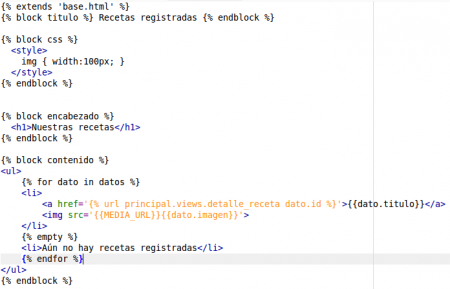 {% extends 'base.html' %}
{% block titulo %} Recetas registradas {% endblock %}
{% block css %}
<style>
img { width:100px; }
</style>
{% endblock %}
{% block encabezado %}
<h1>Nuestras recetas</h1>
{% endblock %}
{% block contenido %}
<ul>
{% for dato in datos %}
<li>
<a href='{% url principal.views.detalle_receta dato.id %}'>{{dato.titulo}}</a>
<img src='{{MEDIA_URL}}{{dato.imagen}}'>
</li>
{% empty %}
<li>Aún no hay recetas registradas</li>
{% endfor %}
</ul>
{% endblock %}